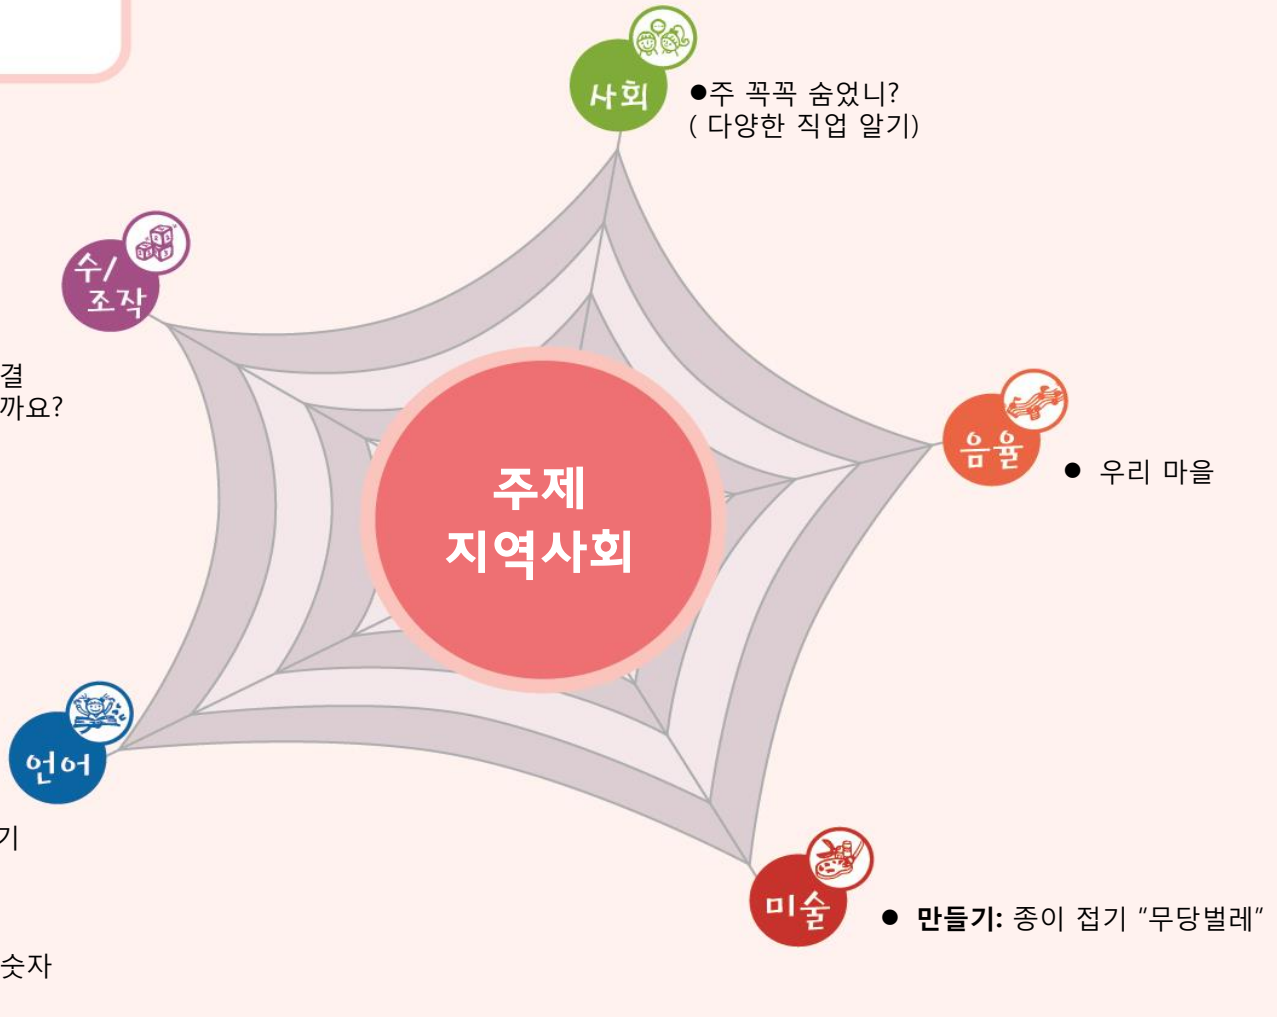 사회
●주 꼭꼭 숨었니?
( 다양한 직업 알기)
수/
조작
결
까요?
음율
● 우리 마을
주제
지역사회
언어
기
숫자
미술
● 만들기: 종이 접기 "무당벌레"